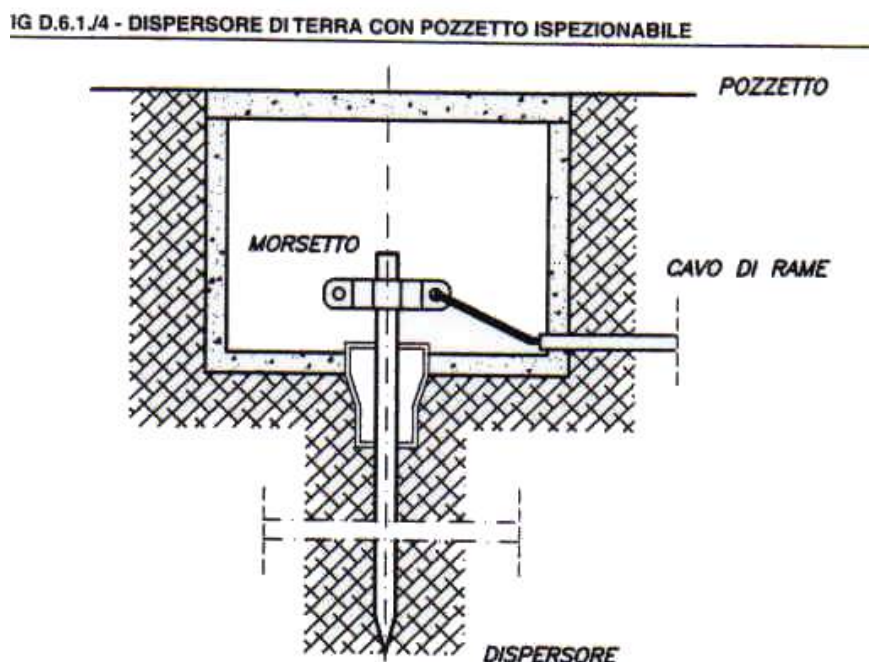 IG D.6.1./4 - DISPERSORE DI TERRA CON POZZETTO ISPEZIONABILE
POZZETTO
MORSETTO
CAVO DI RAME
DISPERSORE